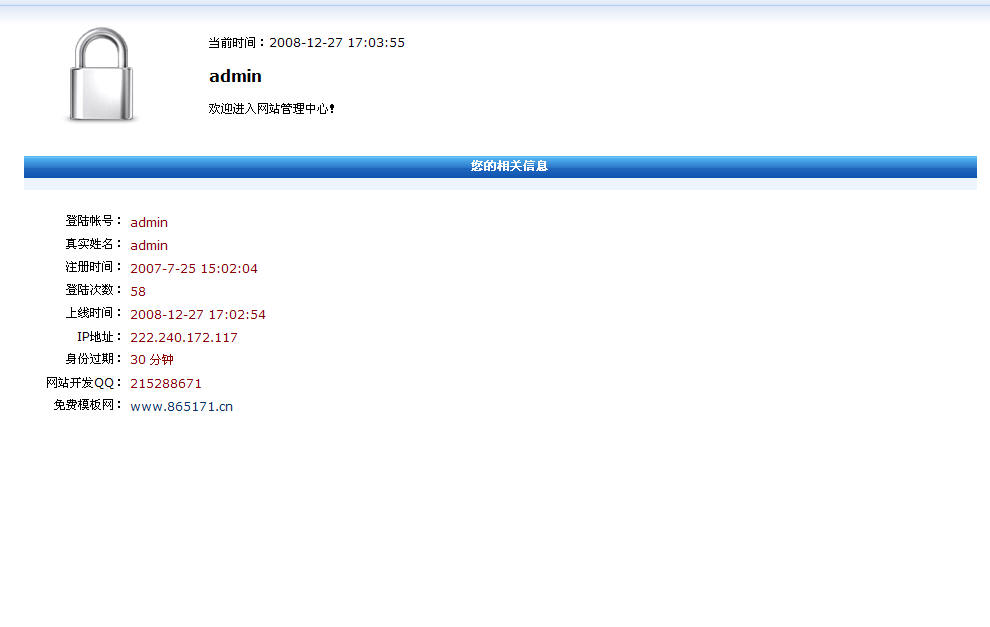 当前时间：2008-12-27 17:03:55
admin
欢迎进入网站管理中心！
您的相关信息
登陆帐号： admin
真实姓名： admin
注册时间： 2007-7-25 15:02:04
登陆次数： 58
上线时间： 2008-12-27 17:02:54
IP地址： 222.240.172.117
身份过期： 30 分钟
网站开发QQ： 215288671
免费模板网： www.865171.cn